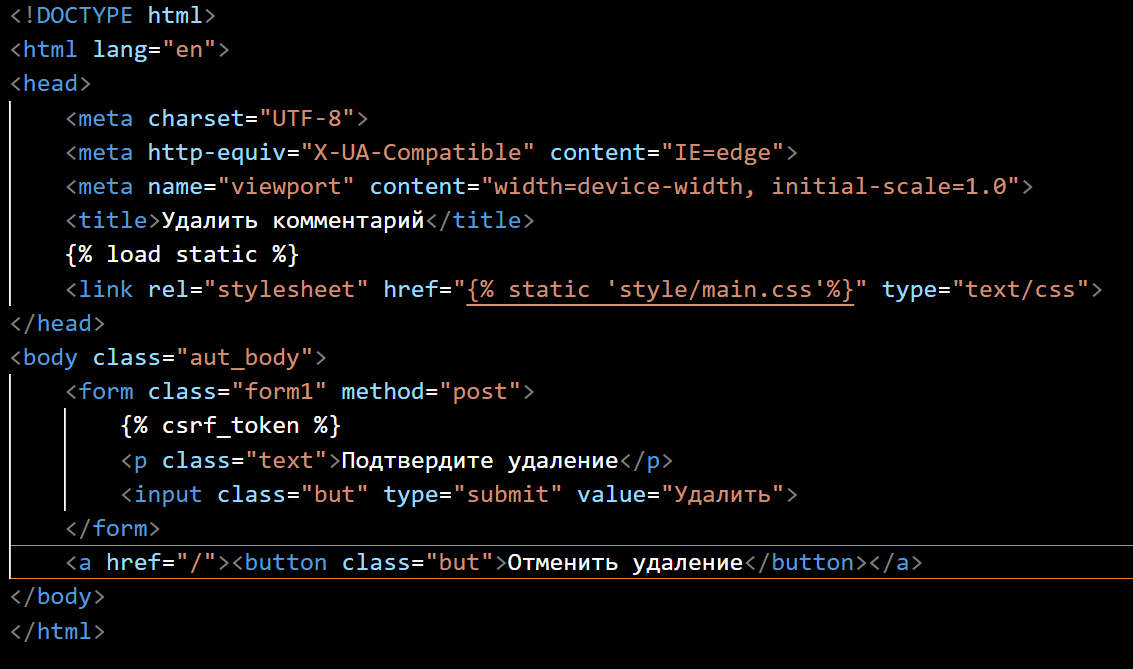 <!DOCTYPE html>
<html lang="en">
<head>
    <meta charset="UTF-8">
    <meta http-equiv="X-UA-Compatible" content="IE=edge">
    <meta name="viewport" content="width=device-width, initial-scale=1.0">
    <title>Удалить комментарий</title>
    {% load static %}
    <link rel="stylesheet" href="{% static 'style/main.css'%}" type="text/css">
</head>
<body class="aut_body">
    <form class="form1" method="post">
        {% csrf_token %}
        <p class="text">Подтвердите удаление</p>
        <input class="but" type="submit" value="Удалить">
    </form>
    <a href="/"><button class="but">Отменить удаление</button></a>
</body>
</html>